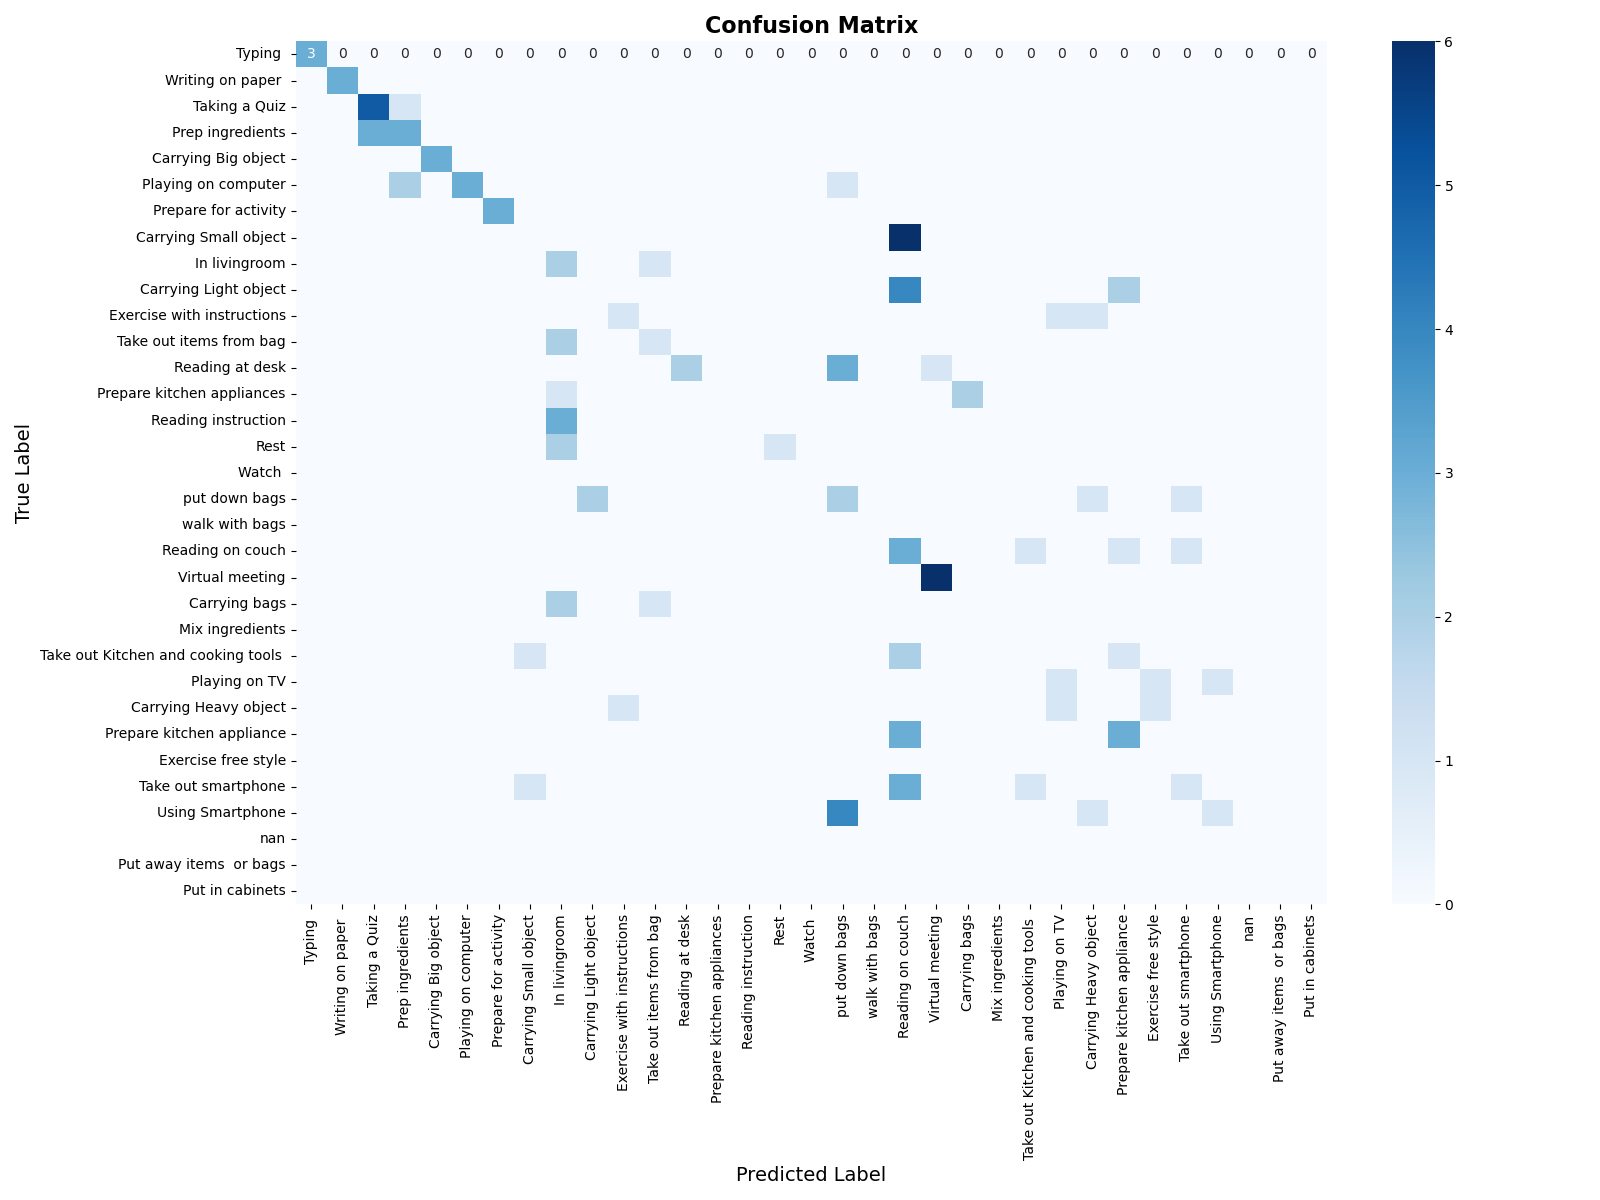 Confusion Matrix
Typing
3 0 0 0 0 0 0 0 0 0 0 0 0 0 0 0 0 0 0 0 0 0 0 0 0 0 0 0 0 0 0 0 0
Writing on paper
Taking a Quiz
Prep ingredients
Carrying Big object
Playing on computer
Prepare for activity
Carrying Small object
In livingroom
Carrying Light object
Exercise with instructions
Take out items from bag
Reading at desk
Prepare kitchen appliances
Reading instruction
Rest
Watch
put down bags
walk with bags
Reading on couch
Virtual meeting
Carrying bags
Mix ingredients
Take out Kitchen and cooking tools
Playing on TV
Carrying Heavy object
Prepare kitchen appliance
Exercise free style
Take out smartphone
Using Smartphone
nan
Put away items  or bags
Put in cabinets
True Label
Typing
Writing on paper
Taking a Quiz
Prep ingredients
Carrying Big object
Playing on computer
Prepare for activity
Carrying Small object
In livingroom
Carrying Light object
Exercise with instructions
Take out items from bag
Reading at desk
Prepare kitchen appliances
Reading instruction
Rest
Watch
put down bags
walk with bags
Reading on couch
Virtual meeting
Carrying bags
Mix ingredients
Take out Kitchen and cooking tools
Playing on TV
Carrying Heavy object
Prepare kitchen appliance
Exercise free style
Take out smartphone
Using Smartphone
nan
Put away items  or bags
Put in cabinets
Predicted Label
6
5
4
3
2
1
0